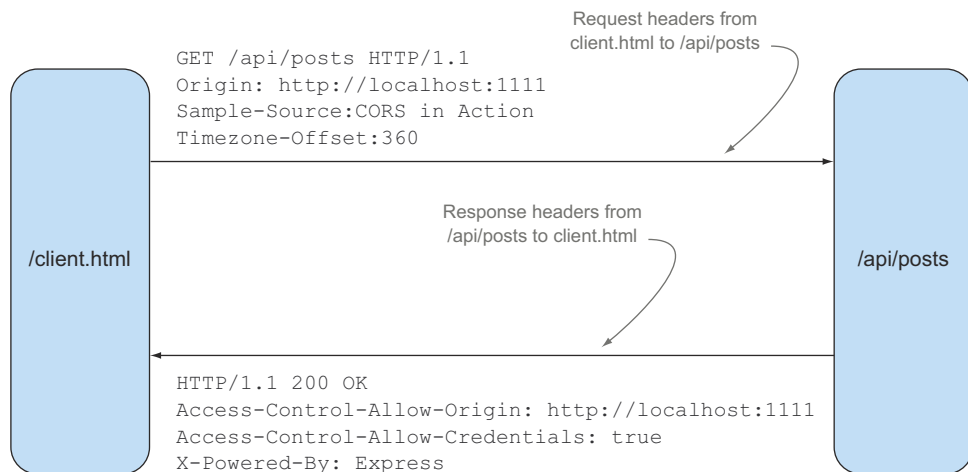 Request headers from
client.html to /api/posts
GET /api/posts HTTP/1.1
Origin: http://localhost:1111
Sample-Source:CORS in Action
Timezone-Offset:360
Response headers from
/api/posts to client.html
/client.html
/api/posts
HTTP/1.1 200 OK
Access-Control-Allow-Origin: http://localhost:1111
Access-Control-Allow-Credentials: true
X-Powered-By: Express